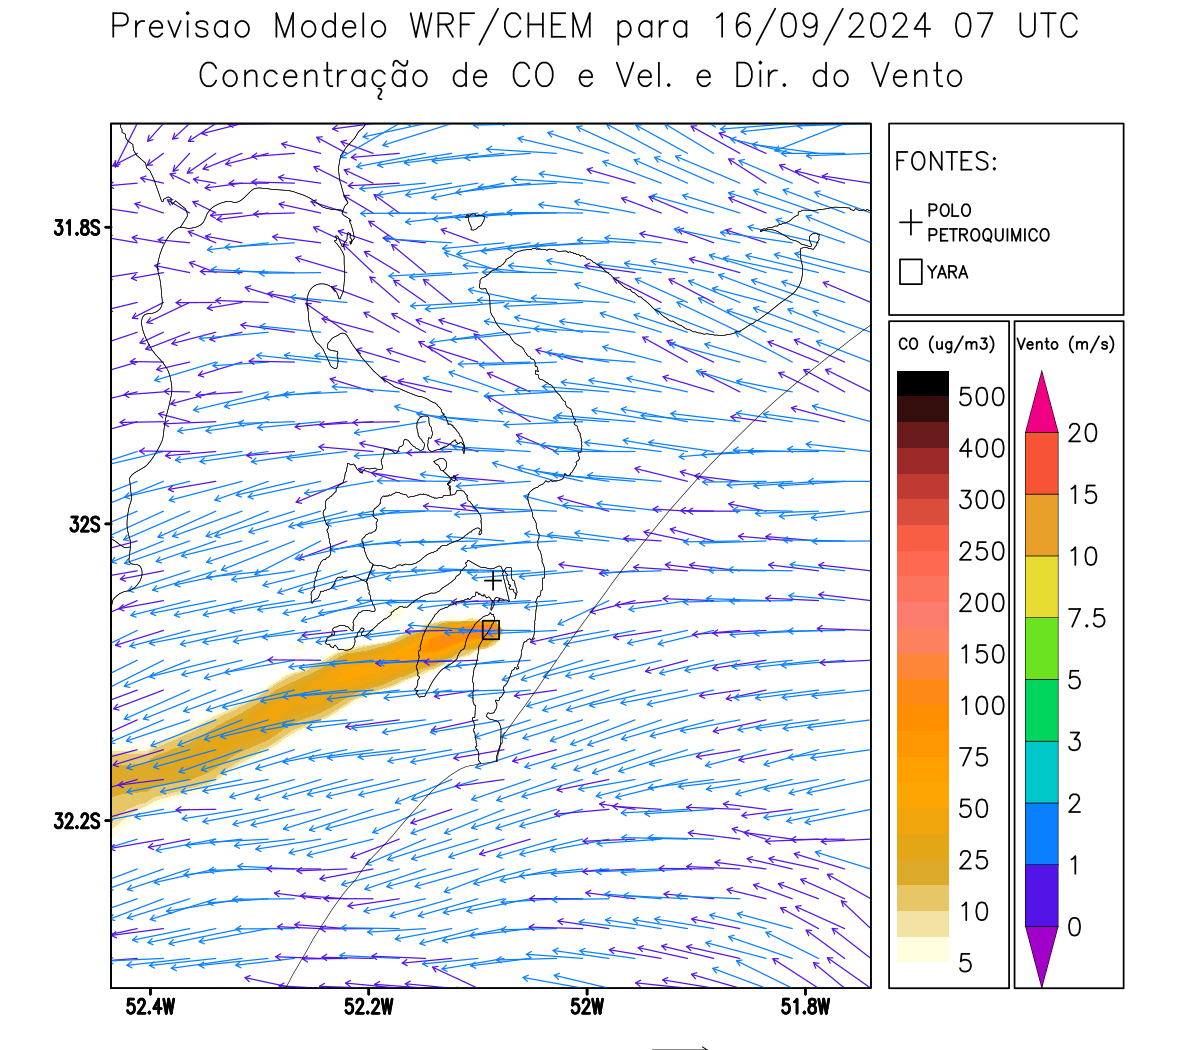 Previsao Modelo WRF/CHEM para 16/09/2024 07 UTC
Concentração de CO e Vel. e Dir. do Vento
FONTES:
POLO
PETROQUIMICO
YARA
CO (ug/m3)
500
400
300
250
200
150
100
75
50
25
10
5
Vento (m/s)
20
15
10
7.5
5
3
2
1
0
31.8S
32S
32.2S
52.4W
52.2W
52W
51.8W